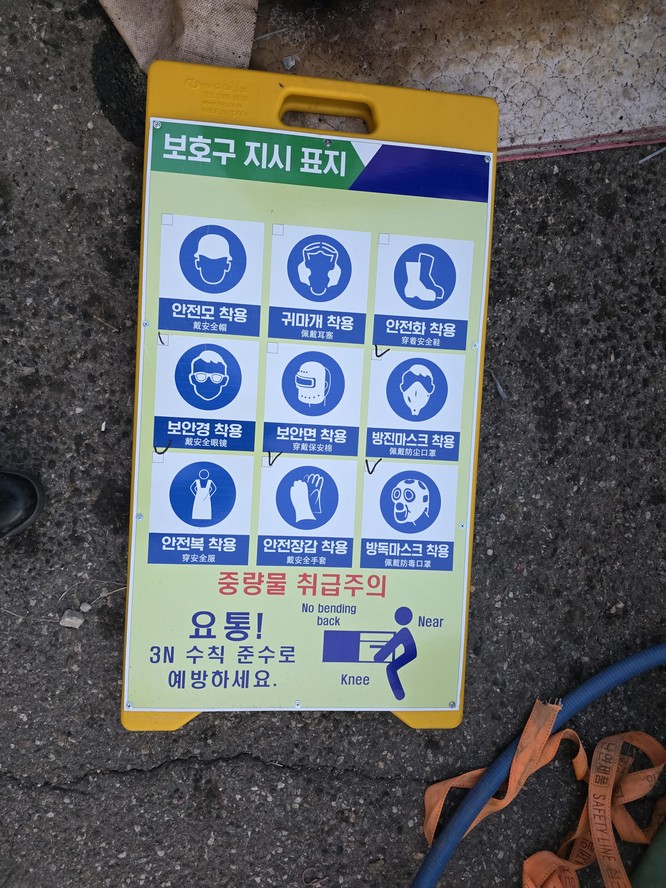 보호구 지시 표지
안전모 착용
戴安全帽
귀마개 착용
佩戴耳塞
안전화 착용
穿着安全鞋
보안경 착용
戴安全眼镜
보안면 착용
穿戴保安棉
방진마스크 착용
佩戴防尘口罩
안전복 착용
穿安全服
안전장갑 착용
戴安全手套
방독마스크 착용
佩戴防毒口罩
중량물 취급주의
요통!
3N 수칙 준수로
예방하세요.
No bending
back
Near
Knee
SAFETY LINE